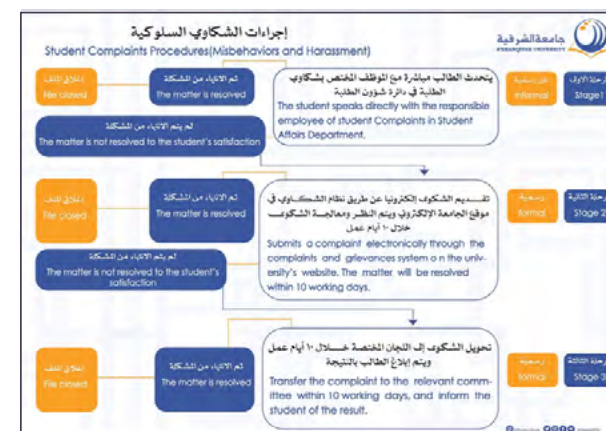 إجراءات الشكاوي السلوكية
Student Complaints Procedures(Misbehaviors and Harassment)
جامعة الشرقية
A'SHARQIYAH UNIVERSITY
إغلاق الملف
File closed
تم الانتهاء من المشكلة
The matter is resolved
يتحدث الطالب مباشرة مع الموظف المختص بشكاوي
الطلبة في دائرة شؤون الطلبة
The student speaks directly with the responsible
employee of student Complaints in Student
Affairs Department.
غير رسمية
informal
مرحلة الأولى
Stage1
لم يتم الانتهاء من المشكلة
The matter is not resolved to the student's satisfaction
إغلاق الملف
File closed
تم الانتهاء من المشكلة
The matter is resolved
تقديم الشكوى إلكترونيا عن طريق نظام الشكاوي في
موقع الجامعة الإلكتروني ويتم النظر ومعالجة الشكوى
خلال ١٠ أيام عمل
Submits a complaint electronically through the
complaints and grievances system on the univ-
ersity's website. The matter will be resolved
within 10 working days.
رسمية
formal
مرحلة الثانية
Stage 2
لم يتم الانتهاء من المشكلة
The matter is not resolved to the student's
satisfaction
إغلاق الملف
File closed
تم الانتهاء من المشكلة
The matter is resolved
تحويل الشكوى إلى اللجان المختصة خلال ١٠ أيام عمل
ويتم إبلاغ الطالب بالنتيجة
Transfer the complaint to the relevant comm-
ittee within 10 working days, and inform the
student of the result.
رسمية
formal
مرحلة الثالثة
Stage 3